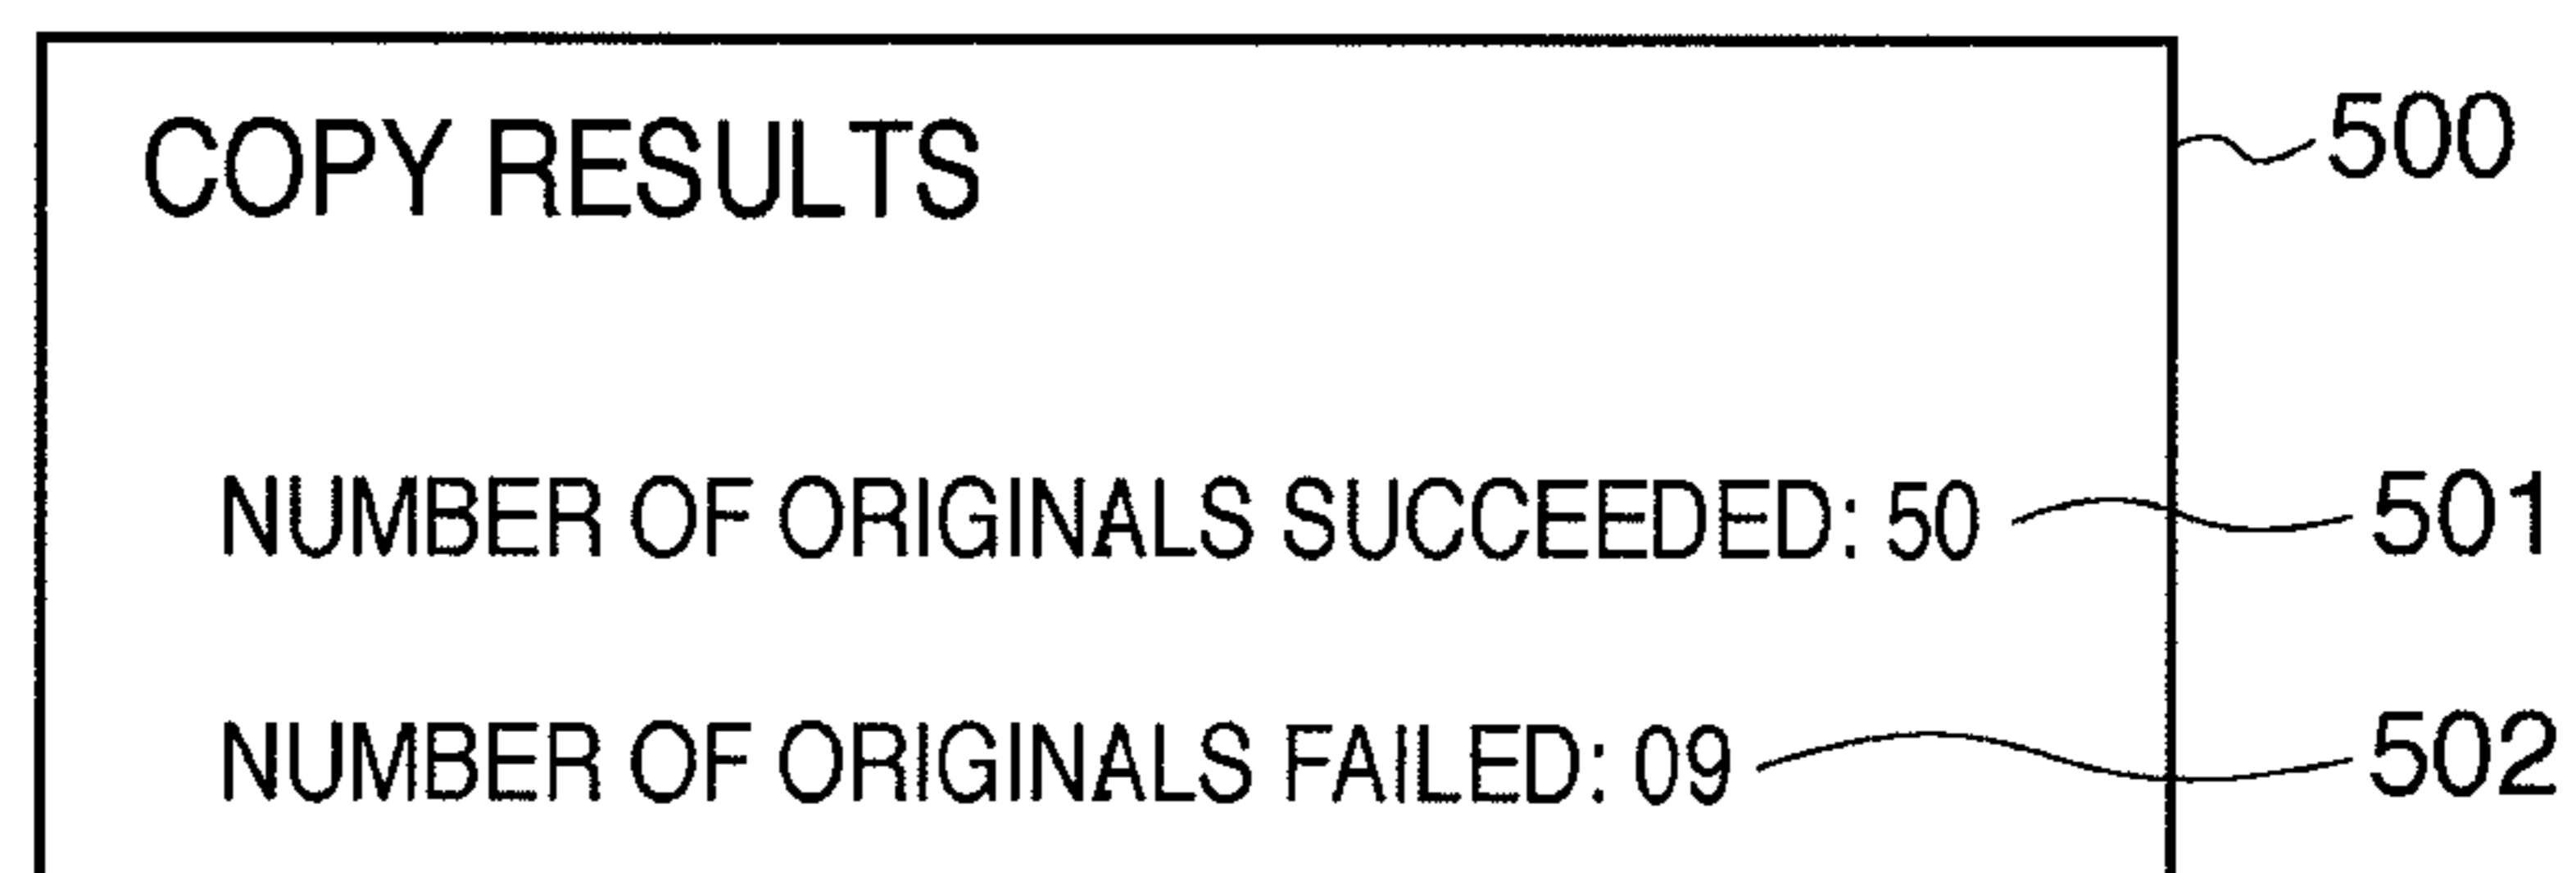 COPY RESULTS 500
NUMBER OF ORIGINALS SUCCEEDED: 50 501
NUMBER OF ORIGINALS FAILED: 09 502